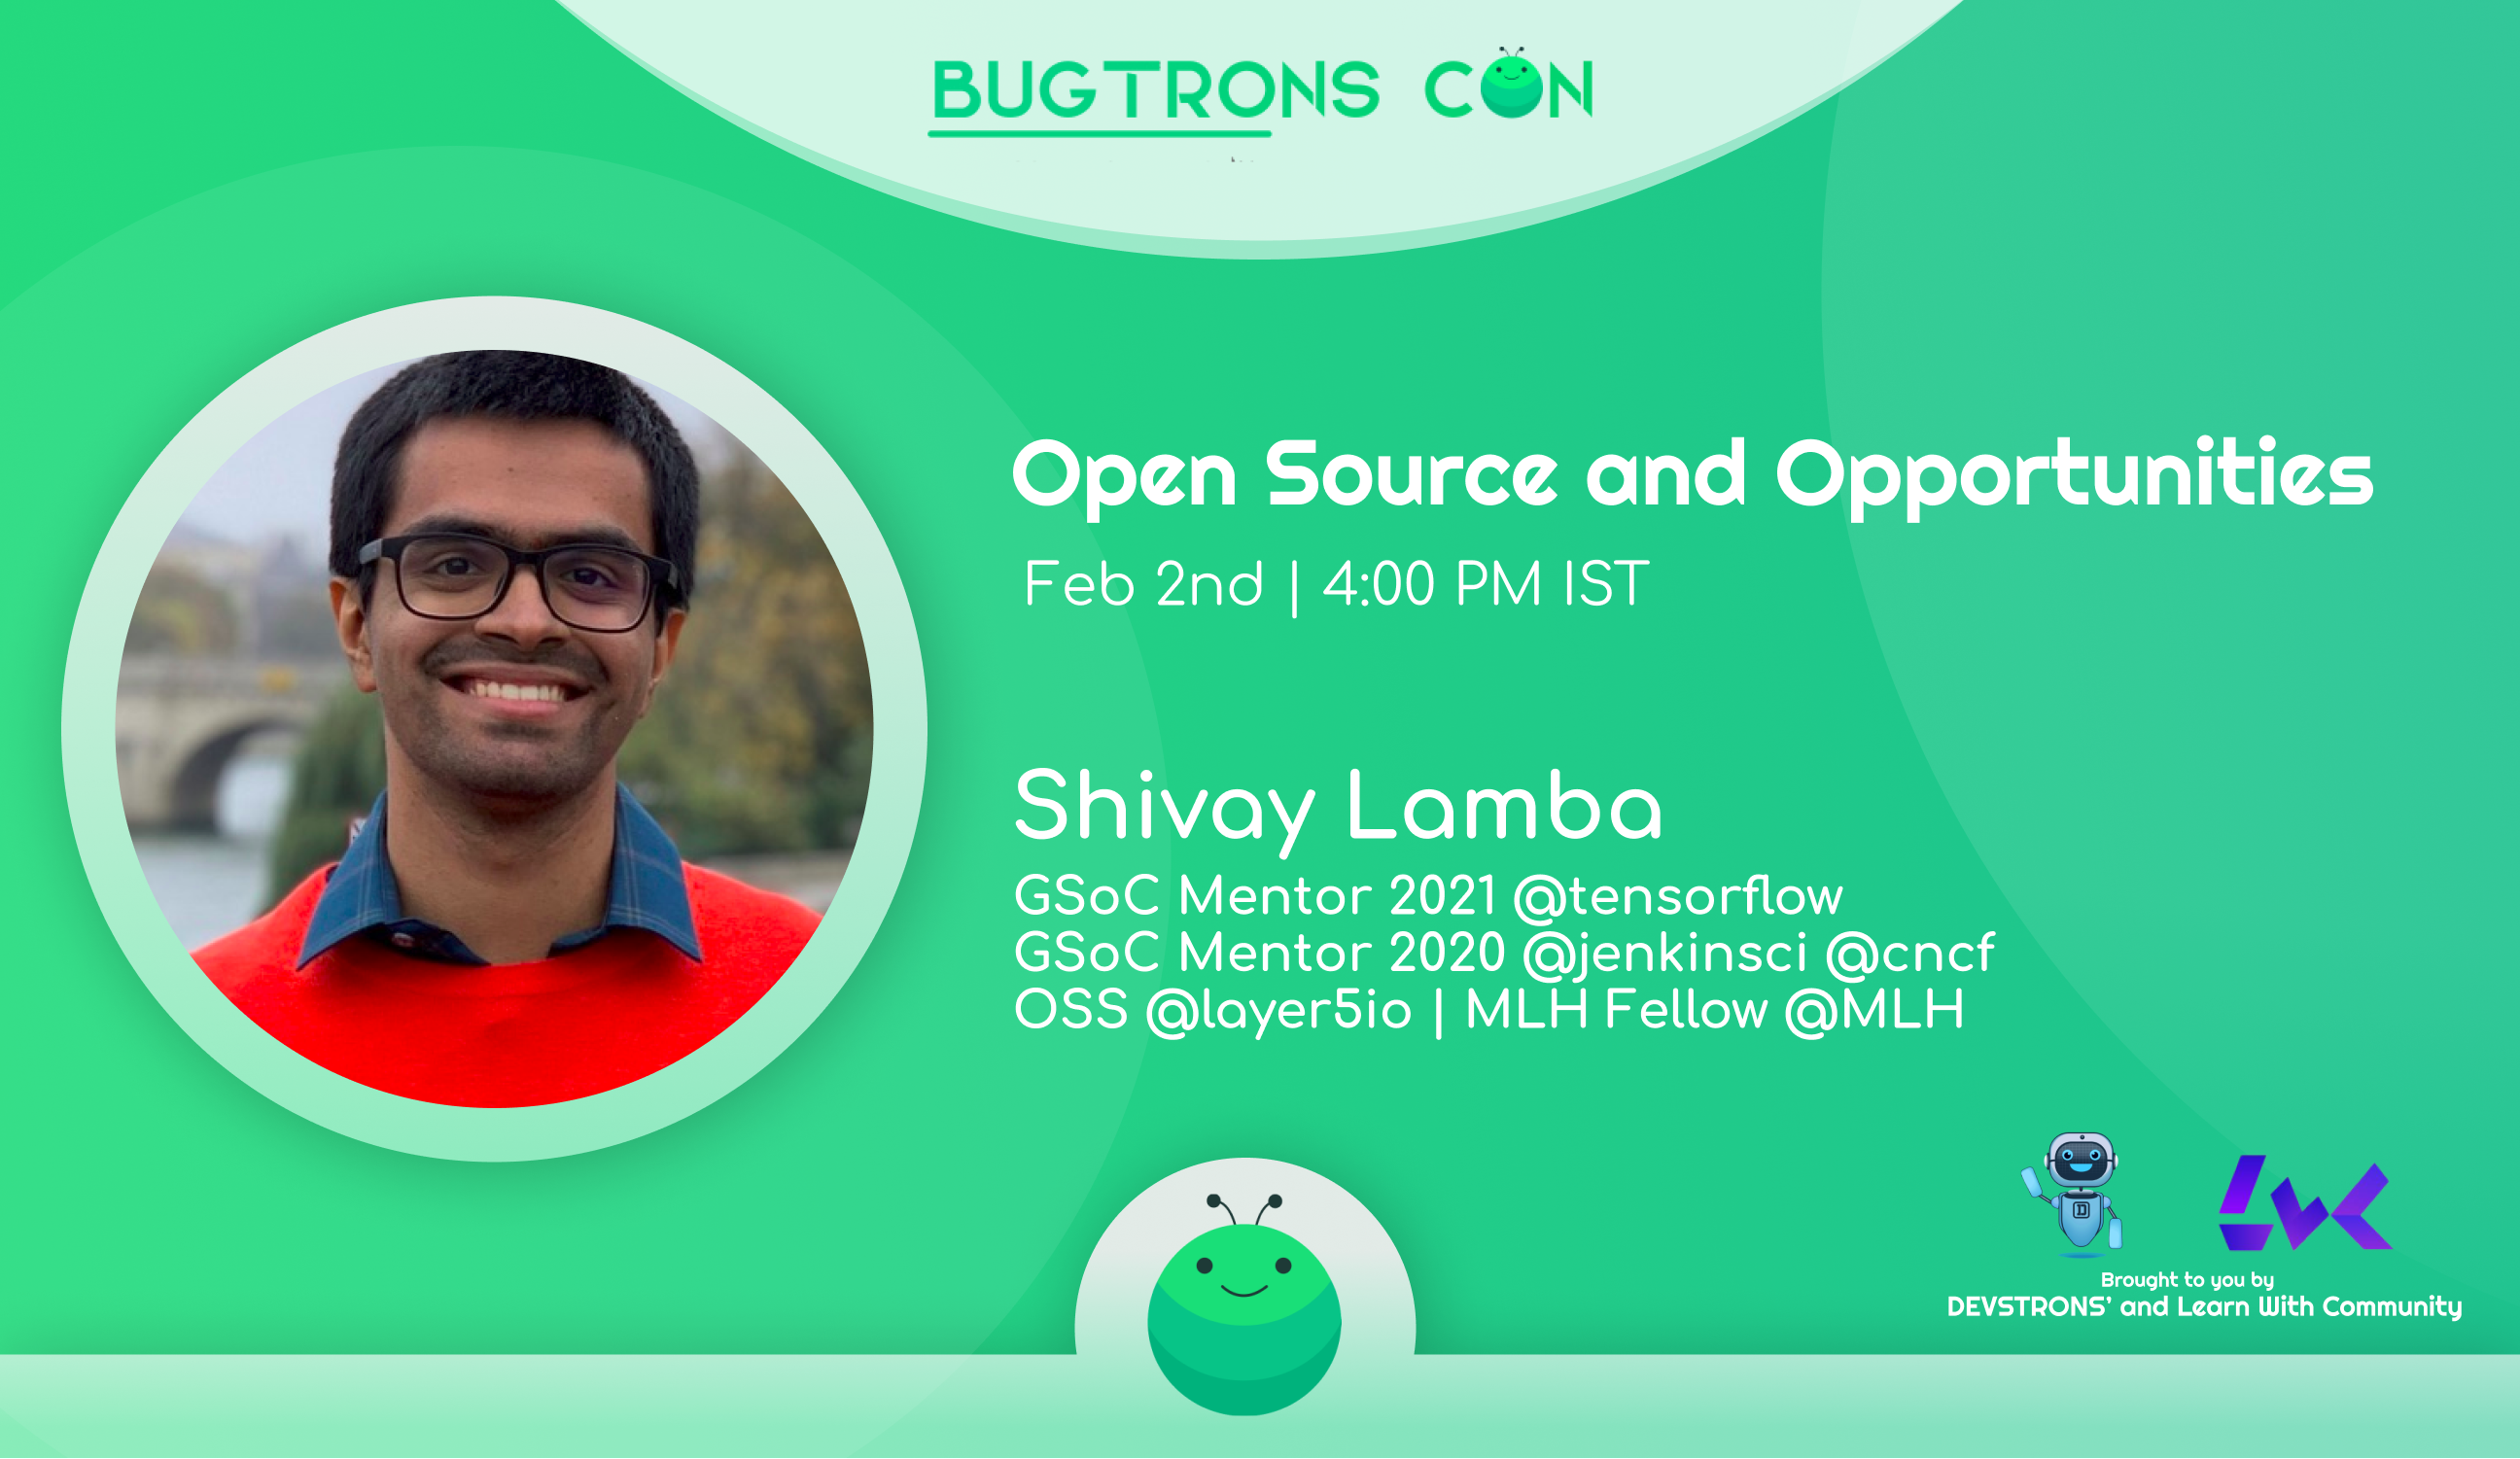 BUGTRONS CON
Open Source and Opportunities
Feb 2nd | 4:00 PM IST
Shivay Lamba
GSoC Mentor 2021 @tensorflow
GSoC Mentor 2020 @jenkinsci @cncf
OSS @layer5io | MLH Fellow @MLH
D
LWC
Brought to you by
DEVSTRONS' and Learn With Community